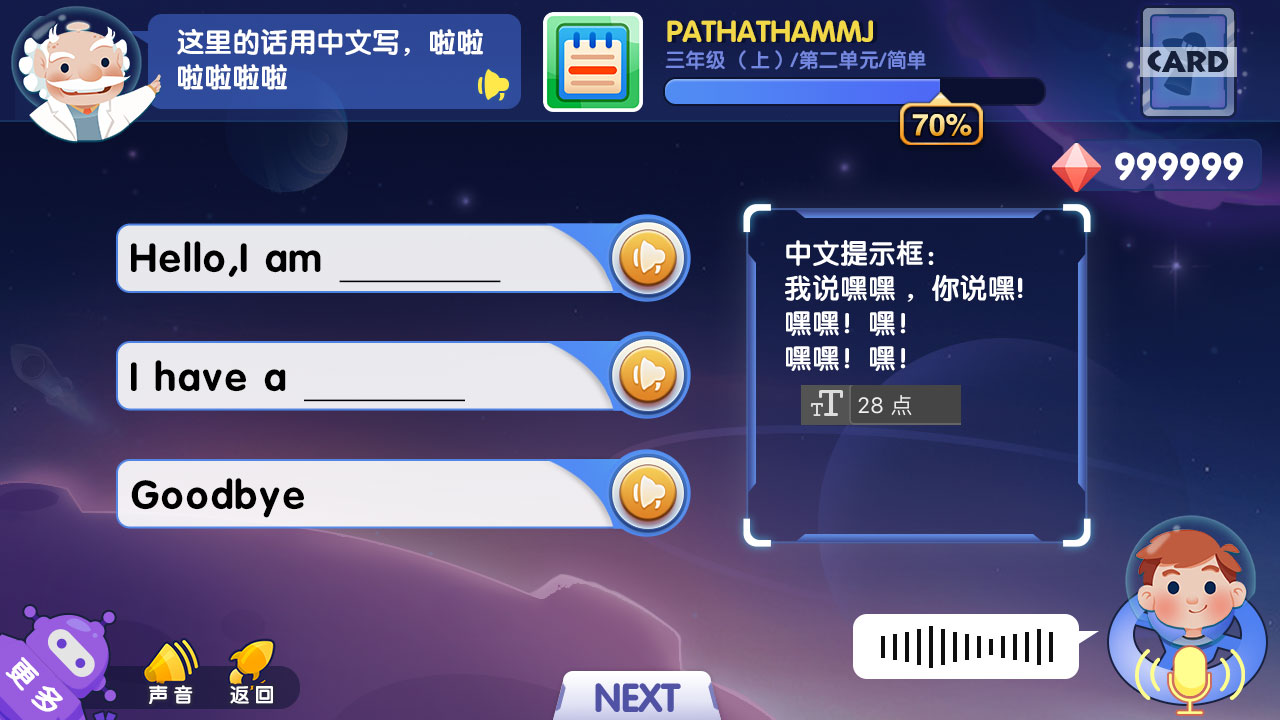 这里的话用中文写，啦啦
啦啦啦啦
PATHATHAMMJ
三年级（上）/第二单元/简单
70%
CARD
999999
Hello,I am __________
I have a __________
Goodbye
中文提示框：
我说嘿嘿，你说嘿!
嘿嘿！嘿！
嘿嘿！嘿！
TT 28 点
更多
声音
返回
NEXT